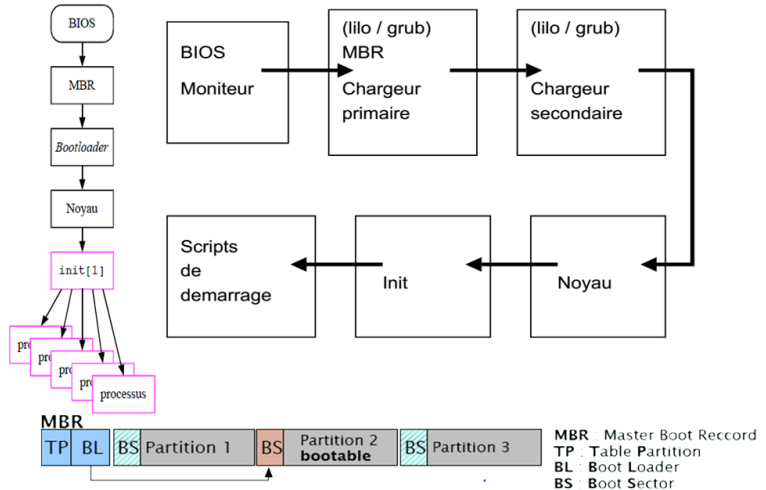 BIOS
MBR
Bootloader
Noyau
init[1]
processus
BIOS
Moniteur
(lilo / grub)
MBR
Chargeur
primaire
(lilo / grub)
Chargeur
secondaire
Scripts
de
demarrage
Init
Noyau
MBR
TP
BL
BS
Partition 1
BS
Partition 2
bootable
BS
Partition 3
MBR : Master Boot Reccord
TP : Table Partition
BL : Boot Loader
BS : Boot Sector